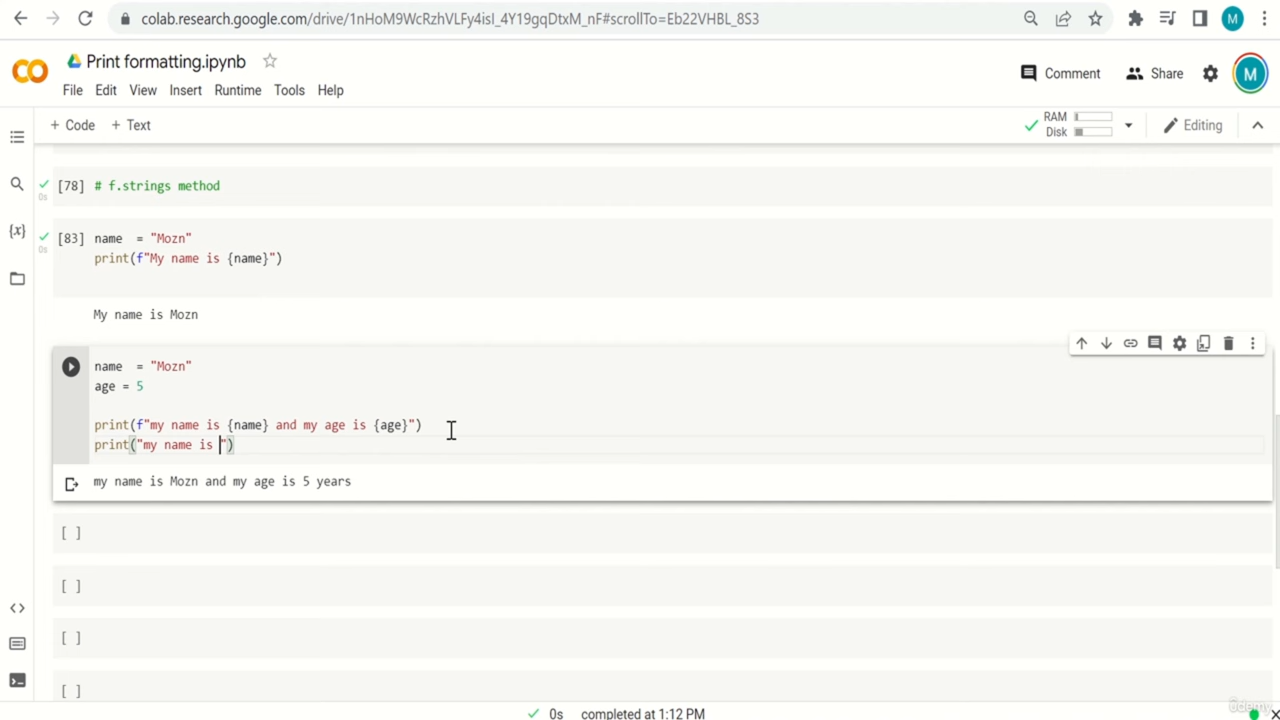 colab.research.google.com/drive/1nHoM9WcRzhVLFy4isI_4Y19gqDtxM_nF#scrollTo=Eb22VHBL_8S3
M
CO
Print formatting.ipynb
Comment
Share
M
File Edit View Insert Runtime Tools Help
+ Code + Text
RAM
Disk
Editing
[78] # f.strings method
0s
[83] name = "Mozn"
0s
print(f"My name is {name}")
My name is Mozn
name = "Mozn"
age = 5
print(f"my name is {name} and my age is {age}")
print("my name is ")
my name is Mozn and my age is 5 years
[ ]
[ ]
[ ]
[ ]
{x}
<>
0s completed at 1:12 PM
Udemy